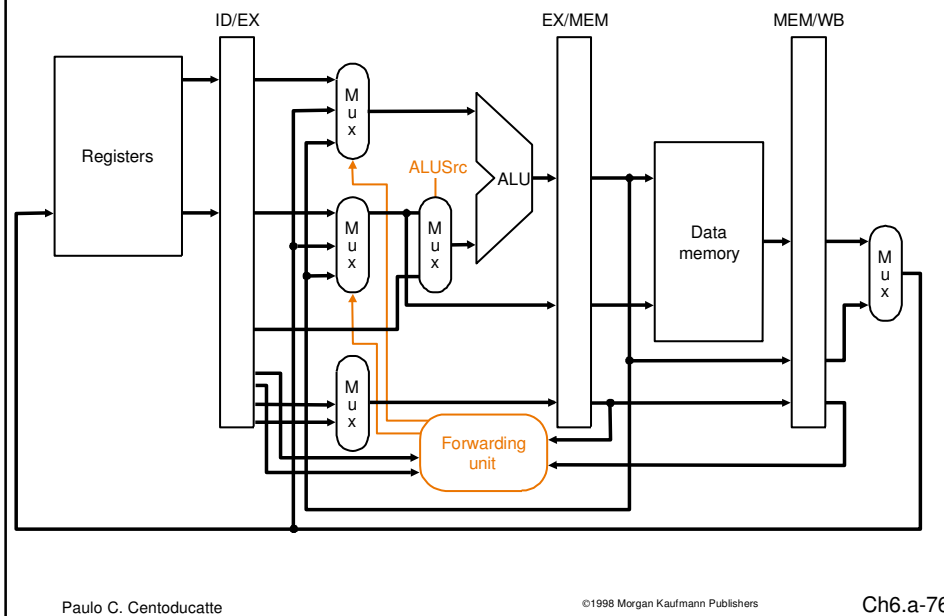 ID/EX
EX/MEM
MEM/WB
Registers
M
u
x
ALUSrc
ALU
M
u
x
M
u
x
Data
memory
M
u
x
M
u
x
Forwarding
unit
Paulo C. Centoducatte
©1998 Morgan Kaufmann Publishers
Ch6.a-76